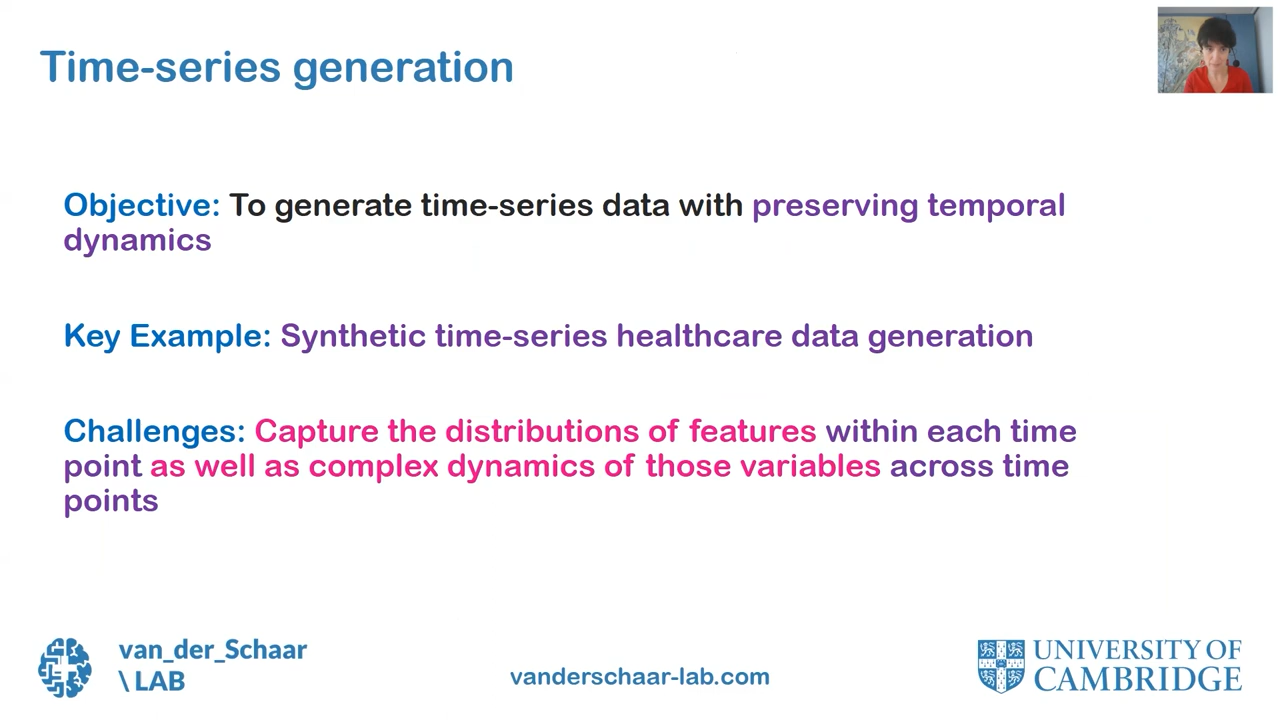 Time-series generation
Objective: To generate time-series data with preserving temporal
dynamics
Key Example: Synthetic time-series healthcare data generation
Challenges: Capture the distributions of features within each time
point as well as complex dynamics of those variables across time
points
van_der_Schaar
\ LAB
vanderschaar-lab.com
UNIVERSITY OF
CAMBRIDGE